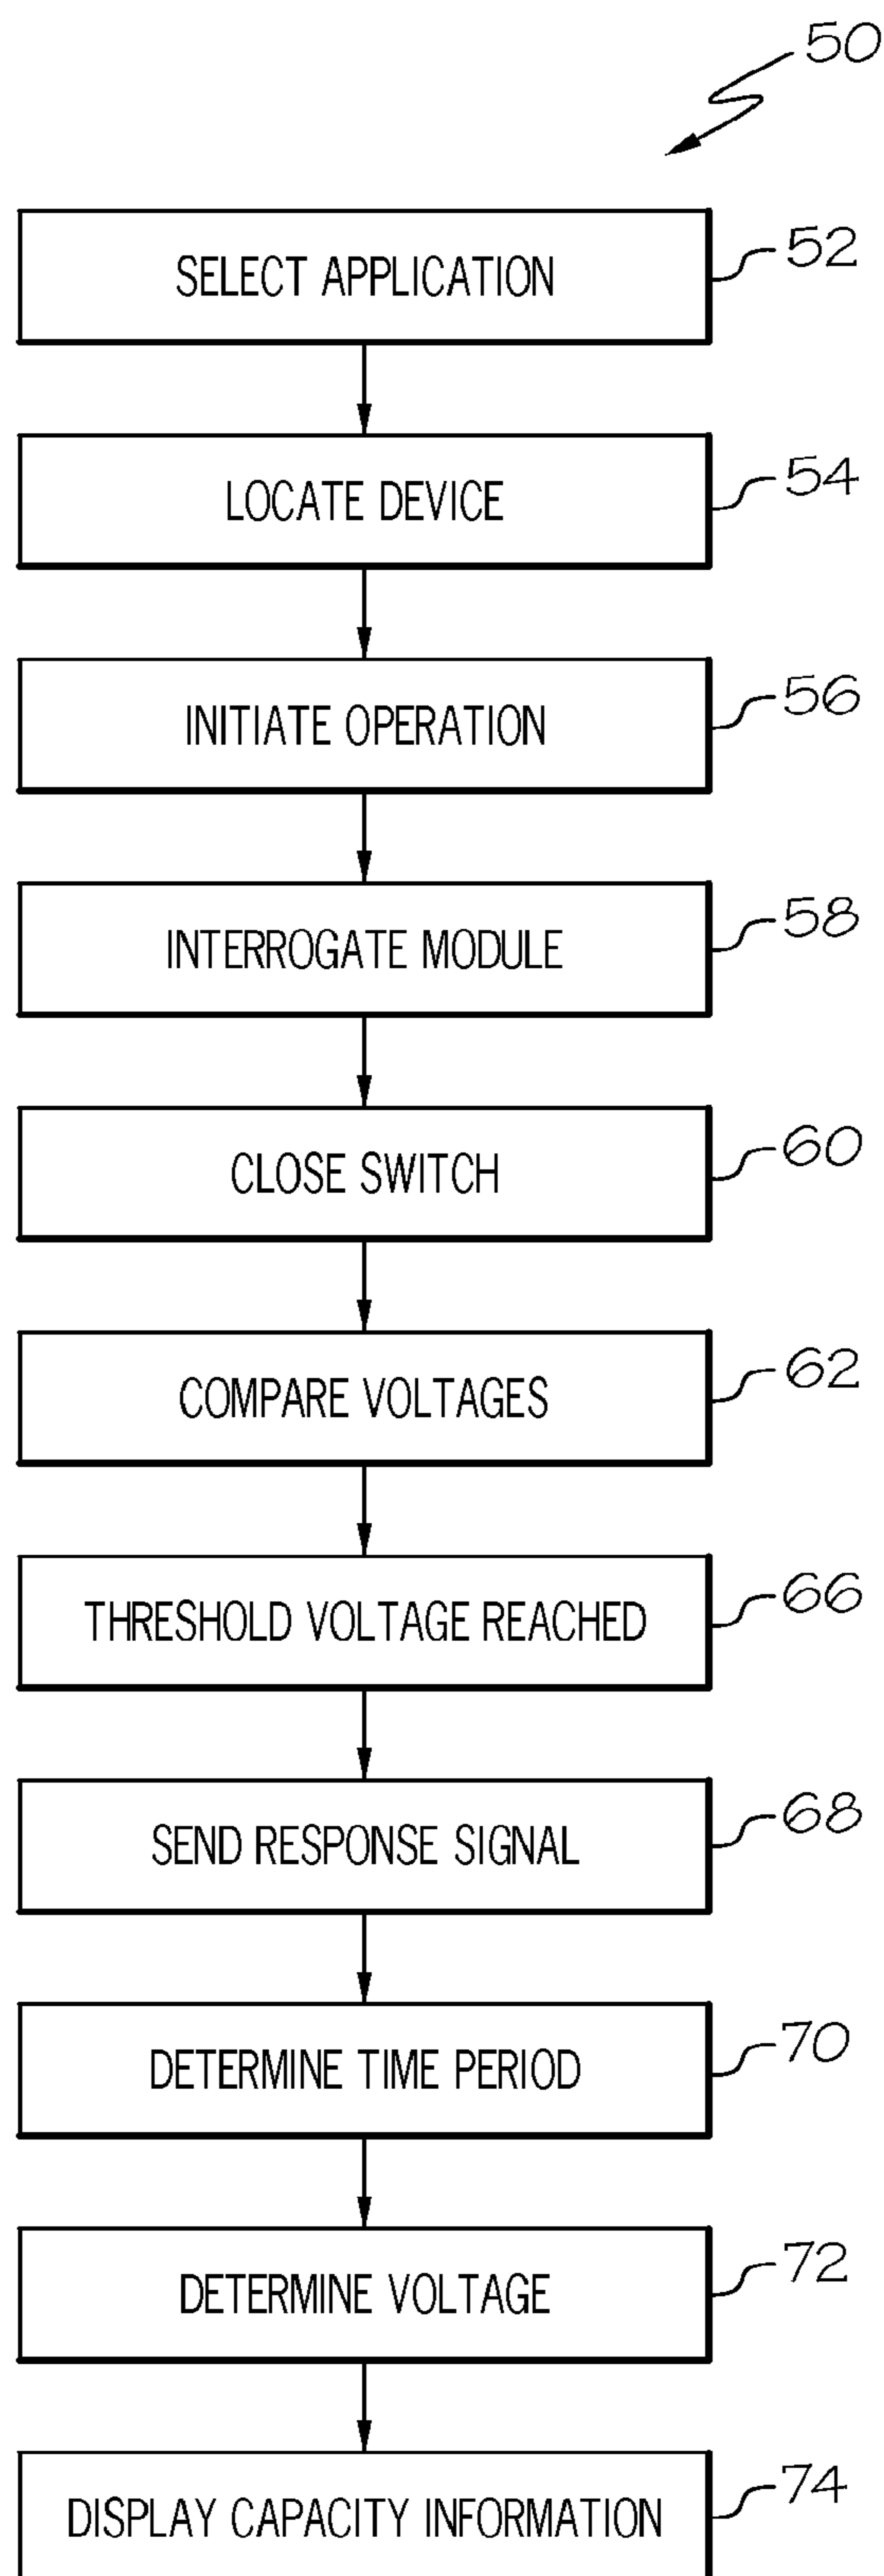 50
SELECT APPLICATION 52
LOCATE DEVICE 54
INITIATE OPERATION 56
INTERROGATE MODULE 58
CLOSE SWITCH 60
COMPARE VOLTAGES 62
THRESHOLD VOLTAGE REACHED 66
SEND RESPONSE SIGNAL 68
DETERMINE TIME PERIOD 70
DETERMINE VOLTAGE 72
DISPLAY CAPACITY INFORMATION 74